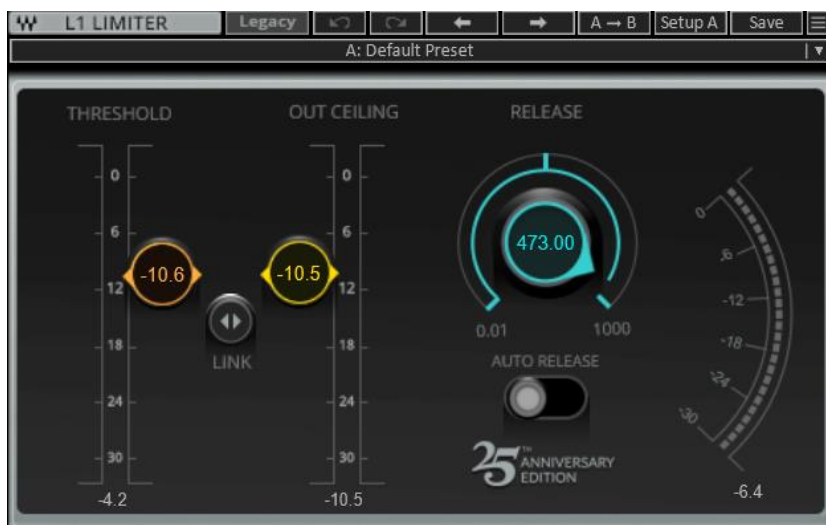 L1 LIMITER Legacy A → B Setup A Save
A: Default Preset
THRESHOLD OUT CEILING RELEASE
0 0 0
6 6 -6
-10.6 -10.5 473.00
12 12 -12
0.01 1000
18 18 -18
LINK AUTO RELEASE
24 24 -24
30 30 -30
25TH ANNIVERSARY
EDITION
-4.2 -10.5 -6.4